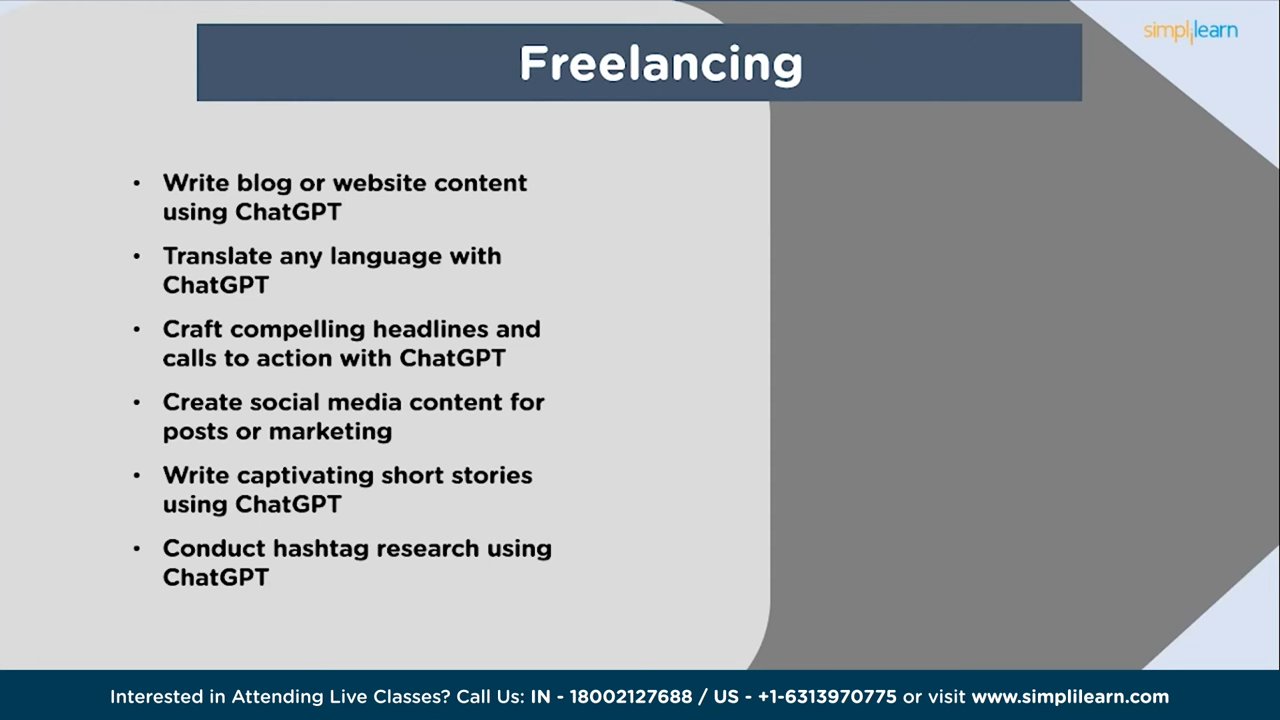 simplilearn
Freelancing
• Write blog or website content
using ChatGPT
• Translate any language with
ChatGPT
• Craft compelling headlines and
calls to action with ChatGPT
• Create social media content for
posts or marketing
• Write captivating short stories
using ChatGPT
• Conduct hashtag research using
ChatGPT
Interested in Attending Live Classes? Call Us: IN - 18002127688 / US - +1-6313970775 or visit www.simplilearn.com